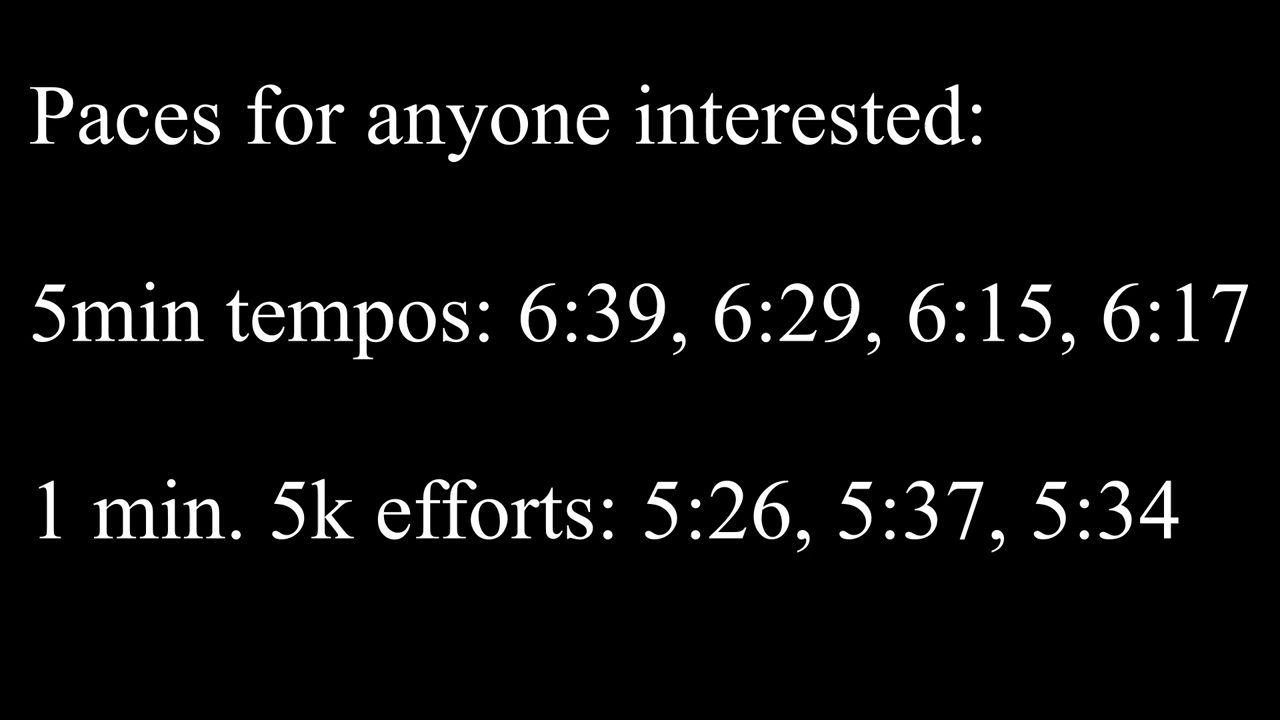 Paces for anyone interested:
5min tempos: 6:39, 6:29, 6:15, 6:17
1 min. 5k efforts: 5:26, 5:37, 5:34